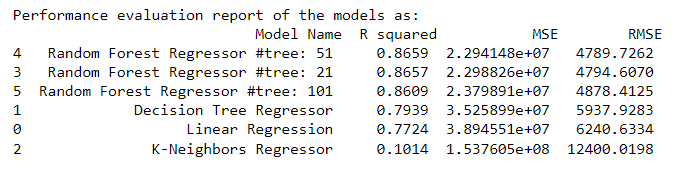 Performance evaluation report of the models as:
Model Name R squared MSE RMSE
4 Random Forest Regressor #tree: 51 0.8659 2.294148e+07 4789.7262
3 Random Forest Regressor #tree: 21 0.8657 2.298826e+07 4794.6070
5 Random Forest Regressor #tree: 101 0.8609 2.379891e+07 4878.4125
1 Decision Tree Regressor 0.7939 3.525899e+07 5937.9283
0 Linear Regression 0.7724 3.894551e+07 6240.6334
2 K-Neighbors Regressor 0.1014 1.537605e+08 12400.0198